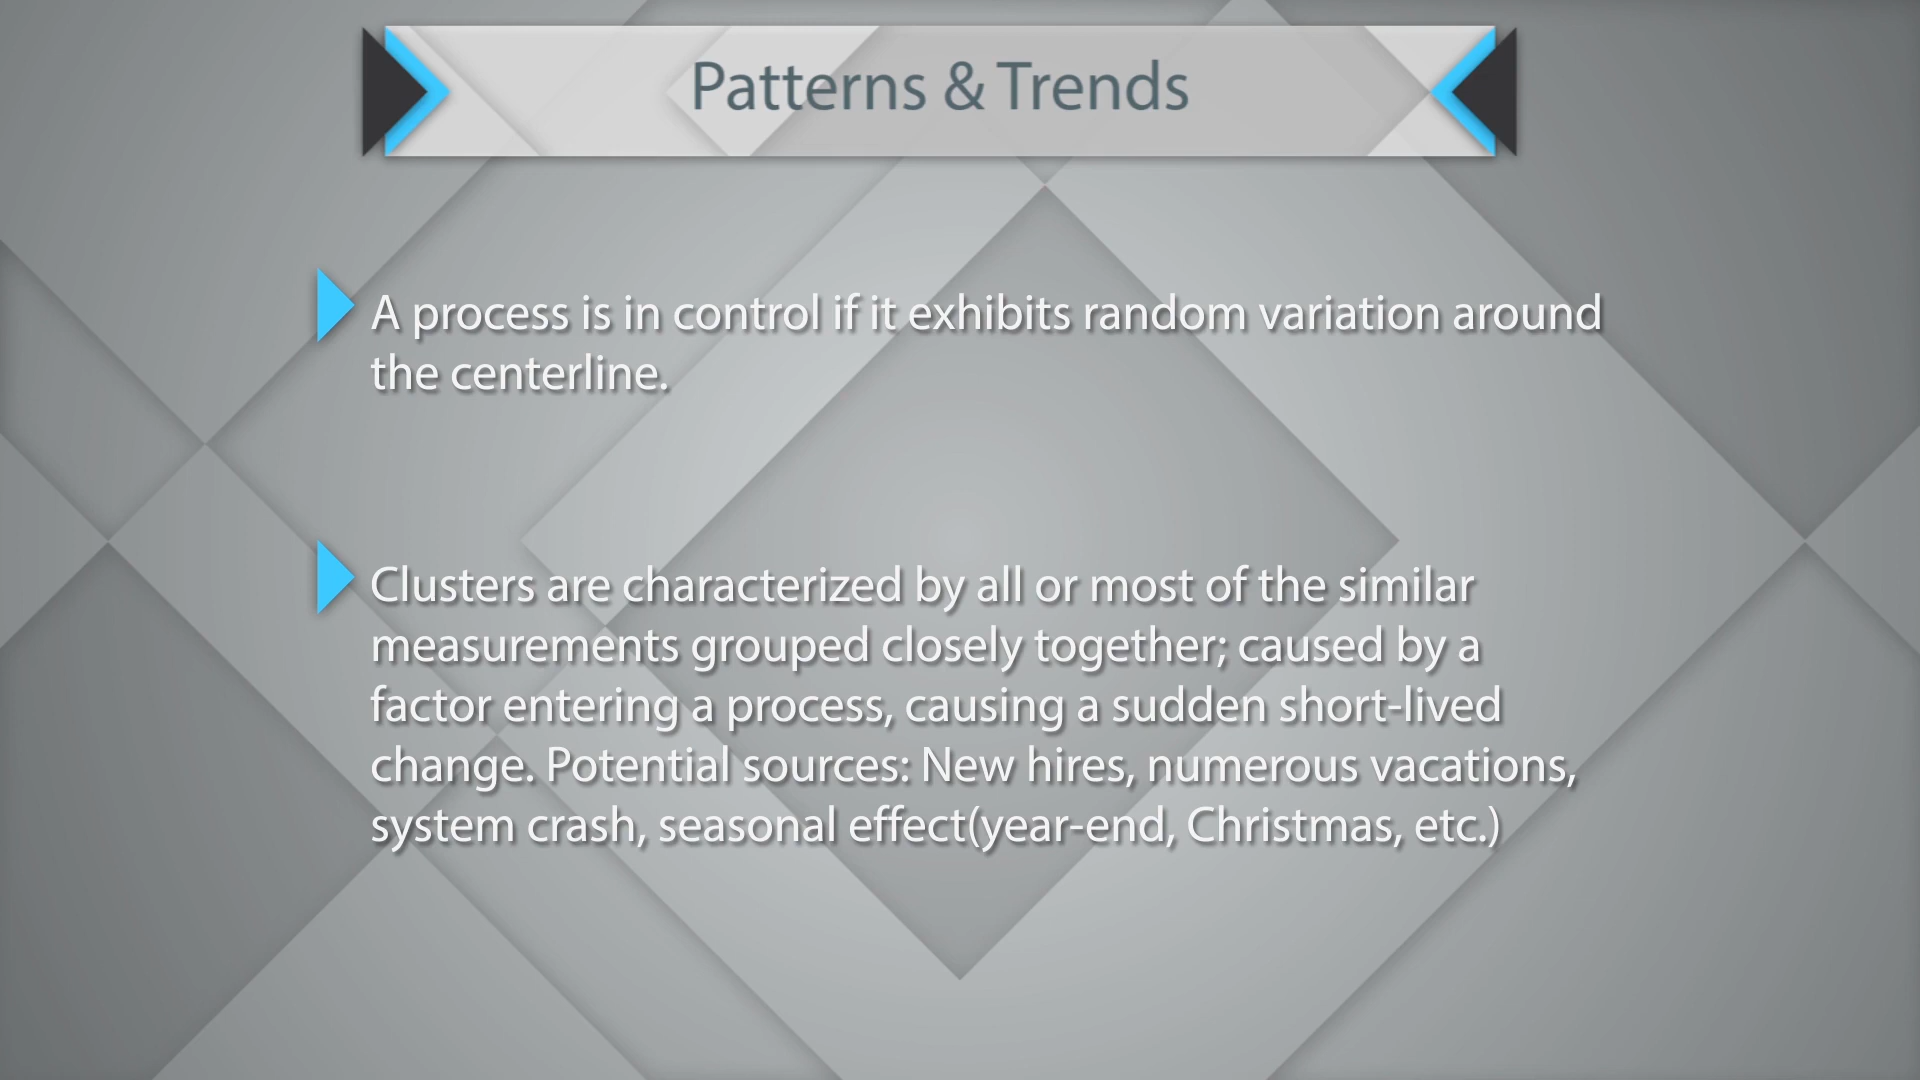 Patterns & Trends
A process is in control if it exhibits random variation around
the centerline.
Clusters are characterized by all or most of the similar
measurements grouped closely together; caused by a
factor entering a process, causing a sudden short-lived
change. Potential sources: New hires, numerous vacations,
system crash, seasonal effect(year-end, Christmas, etc.)